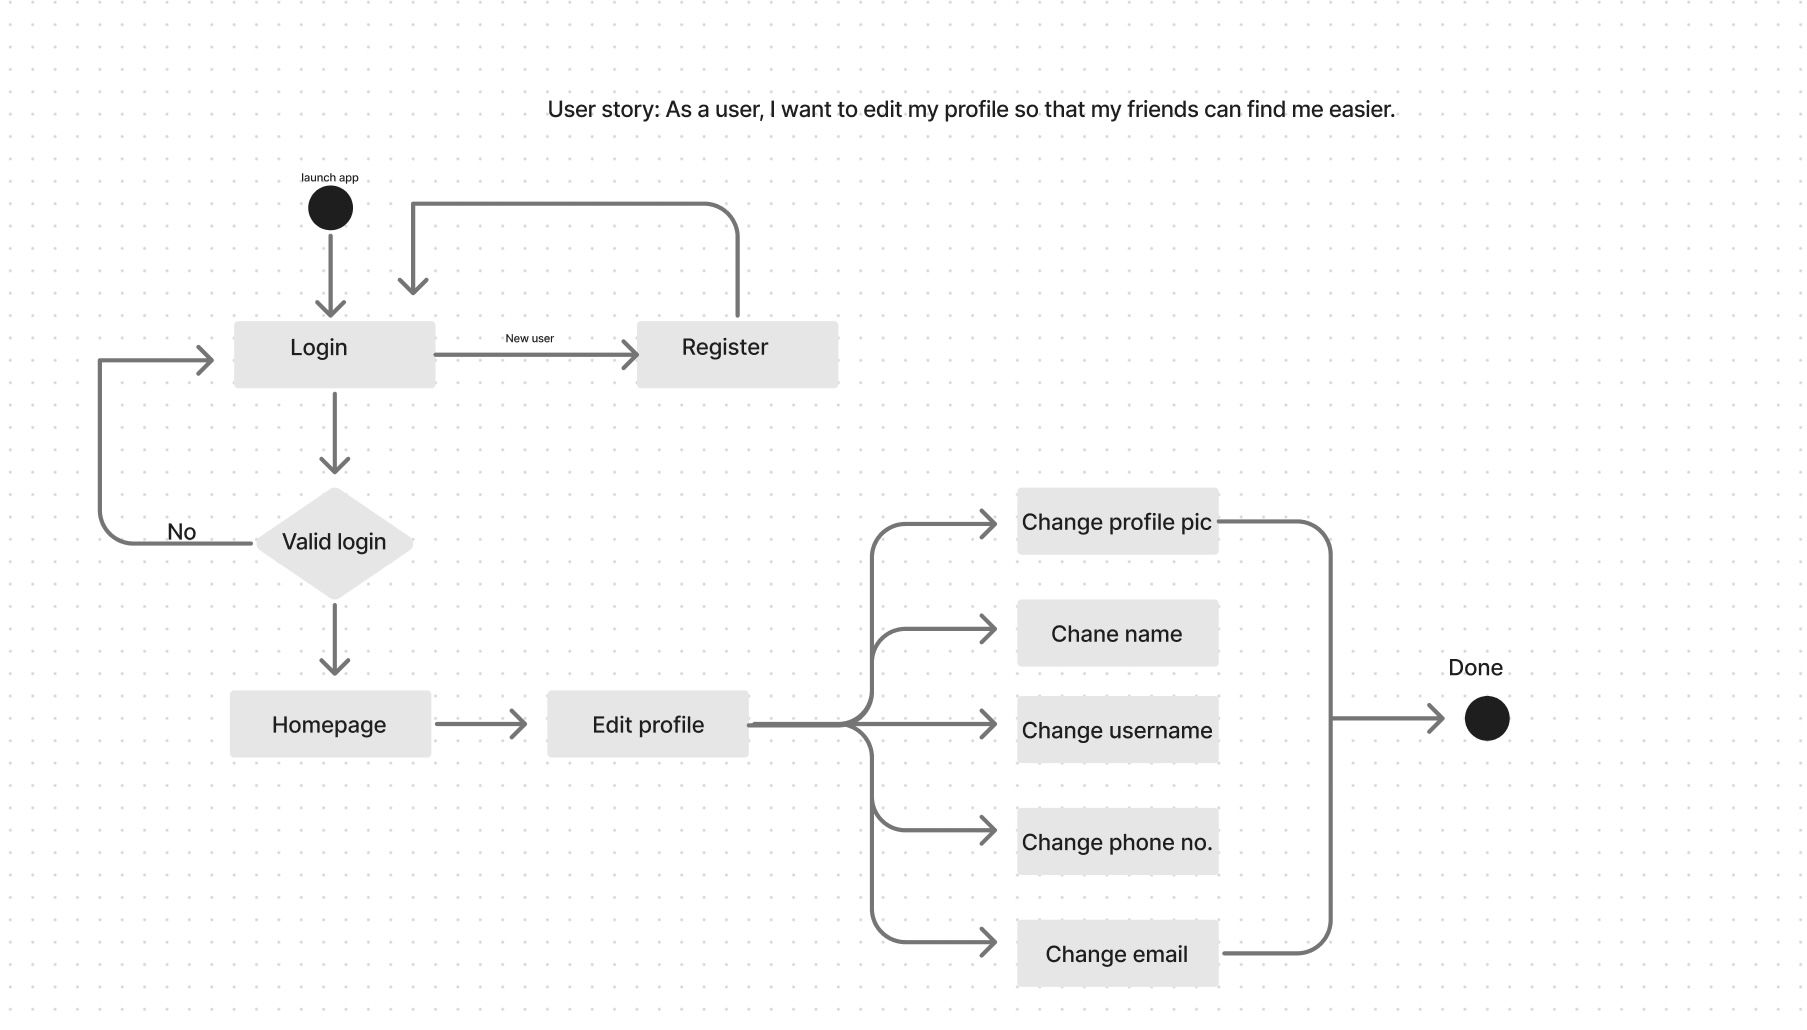 User story: As a user, I want to edit my profile so that my friends can find me easier.
launch app
Login
New user
Register
No
Valid login
Homepage
Edit profile
Change profile pic
Chane name
Change username
Change phone no.
Change email
Done